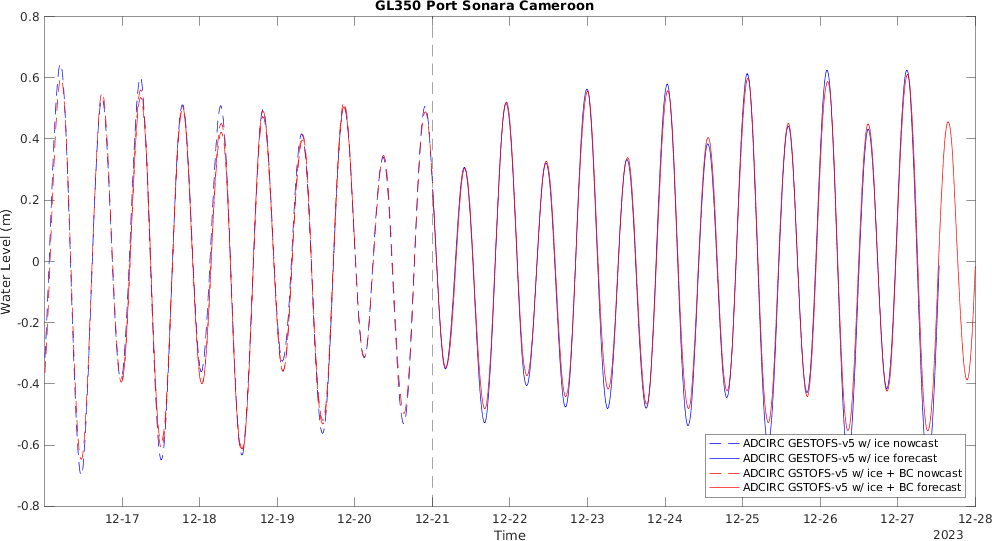 GL350 Port Sonara Cameroon
0.8
0.6
0.4
0.2
0
-0.2
-0.4
-0.6
-0.8
Water Level (m)
ADCIRC GESTOFS-v5 w/ ice nowcast
ADCIRC GESTOFS-v5 w/ ice forecast
ADCIRC GSTOFS-v5 w/ ice + BC nowcast
ADCIRC GSTOFS-v5 w/ ice + BC forecast
12-17 12-18 12-19 12-20 12-21 12-22 12-23 12-24 12-25 12-26 12-27 12-28
Time
2023